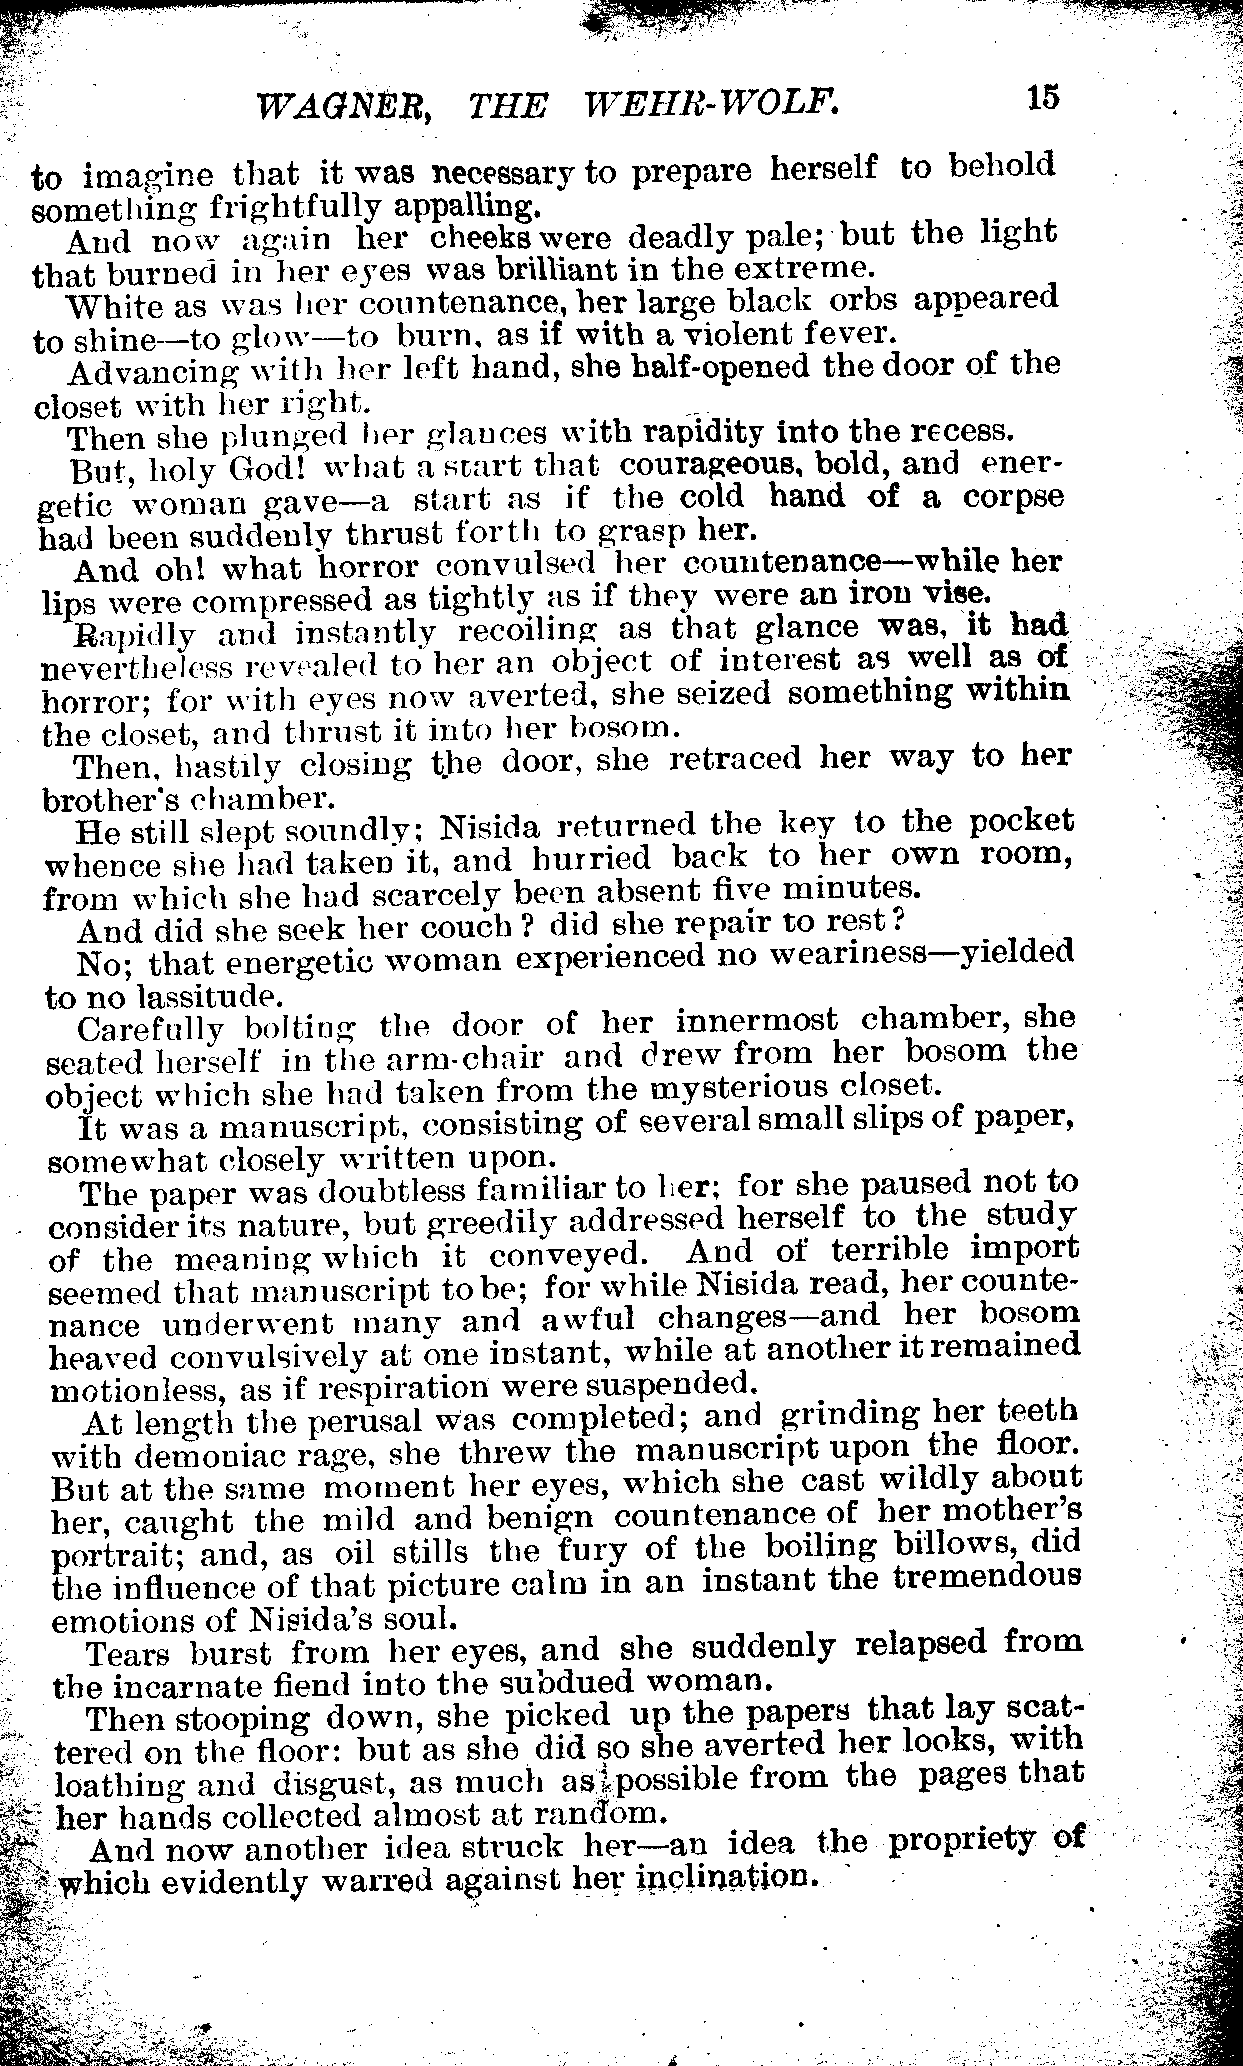 WAGNER, THE WEHR-WOLF. 15
to imagine that it was necessary to prepare herself to behold
something frightfully appalling.
And now again her cheeks were deadly pale; but the light
that burned in her eyes was brilliant in the extreme.
White as was her countenance, her large black orbs appeared
to shine—to glow—to burn, as if with a violent fever.
Advancing with her left hand, she half-opened the door of the
closet with her right.
Then she plunged her glances with rapidity into the recess.
But, holy God! what a start that courageous, bold, and ener-
getic woman gave—a start as if the cold hand of a corpse
had been suddenly thrust forth to grasp her.
And oh! what horror convulsed her countenance—while her
lips were compressed as tightly as if they were an iron vise.
Rapidly and instantly recoiling as that glance was, it had
nevertheless revealed to her an object of interest as well as of
horror; for with eyes now averted, she seized something within
the closet, and thrust it into her bosom.
Then, hastily closing the door, she retraced her way to her
brother's chamber.
He still slept soundly; Nisida returned the key to the pocket
whence she had taken it, and hurried back to her own room,
from which she had scarcely been absent five minutes.
And did she seek her couch? did she repair to rest?
No; that energetic woman experienced no weariness—yielded
to no lassitude.
Carefully bolting the door of her innermost chamber, she
seated herself in the arm-chair and drew from her bosom the
object which she had taken from the mysterious closet.
It was a manuscript, consisting of several small slips of paper,
somewhat closely written upon.
The paper was doubtless familiar to her; for she paused not to
consider its nature, but greedily addressed herself to the study
of the meaning which it conveyed. And of terrible import
seemed that manuscript to be; for while Nisida read, her counte-
nance underwent many and awful changes—and her bosom
heaved convulsively at one instant, while at another it remained
motionless, as if respiration were suspended.
At length the perusal was completed; and grinding her teeth
with demoniac rage, she threw the manuscript upon the floor.
But at the same moment her eyes, which she cast wildly about
her, caught the mild and benign countenance of her mother's
portrait; and, as oil stills the fury of the boiling billows, did
the influence of that picture calm in an instant the tremendous
emotions of Nisida's soul.
Tears burst from her eyes, and she suddenly relapsed from
the incarnate fiend into the subdued woman.
Then stooping down, she picked up the papers that lay scat-
tered on the floor: but as she did so she averted her looks, with
loathing and disgust, as much as possible from the pages that
her hands collected almost at random.
And now another idea struck her—an idea the propriety of
which evidently warred against her inclination.